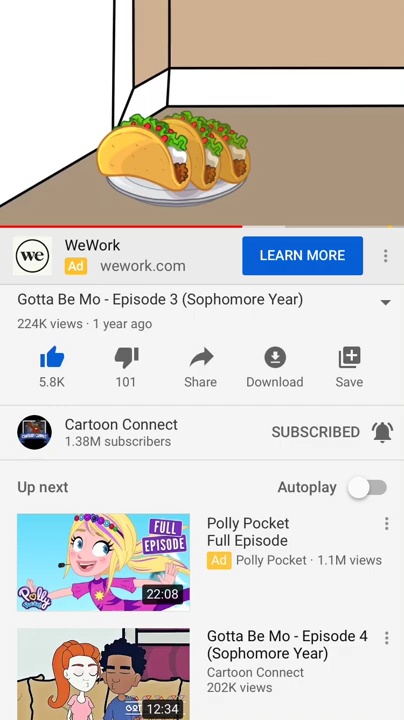 we
WeWork
Ad wework.com
LEARN MORE
Gotta Be Mo - Episode 3 (Sophomore Year)
224K views · 1 year ago
5.8K
101
Share
Download
Save
Cartoon Connect
1.38M subscribers
SUBSCRIBED
Up next
Autoplay
FULL
EPISODE
Polly
22:08
Polly Pocket
Full Episode
Ad Polly Pocket · 1.1M views
12:34
Gotta Be Mo - Episode 4
(Sophomore Year)
Cartoon Connect
202K views